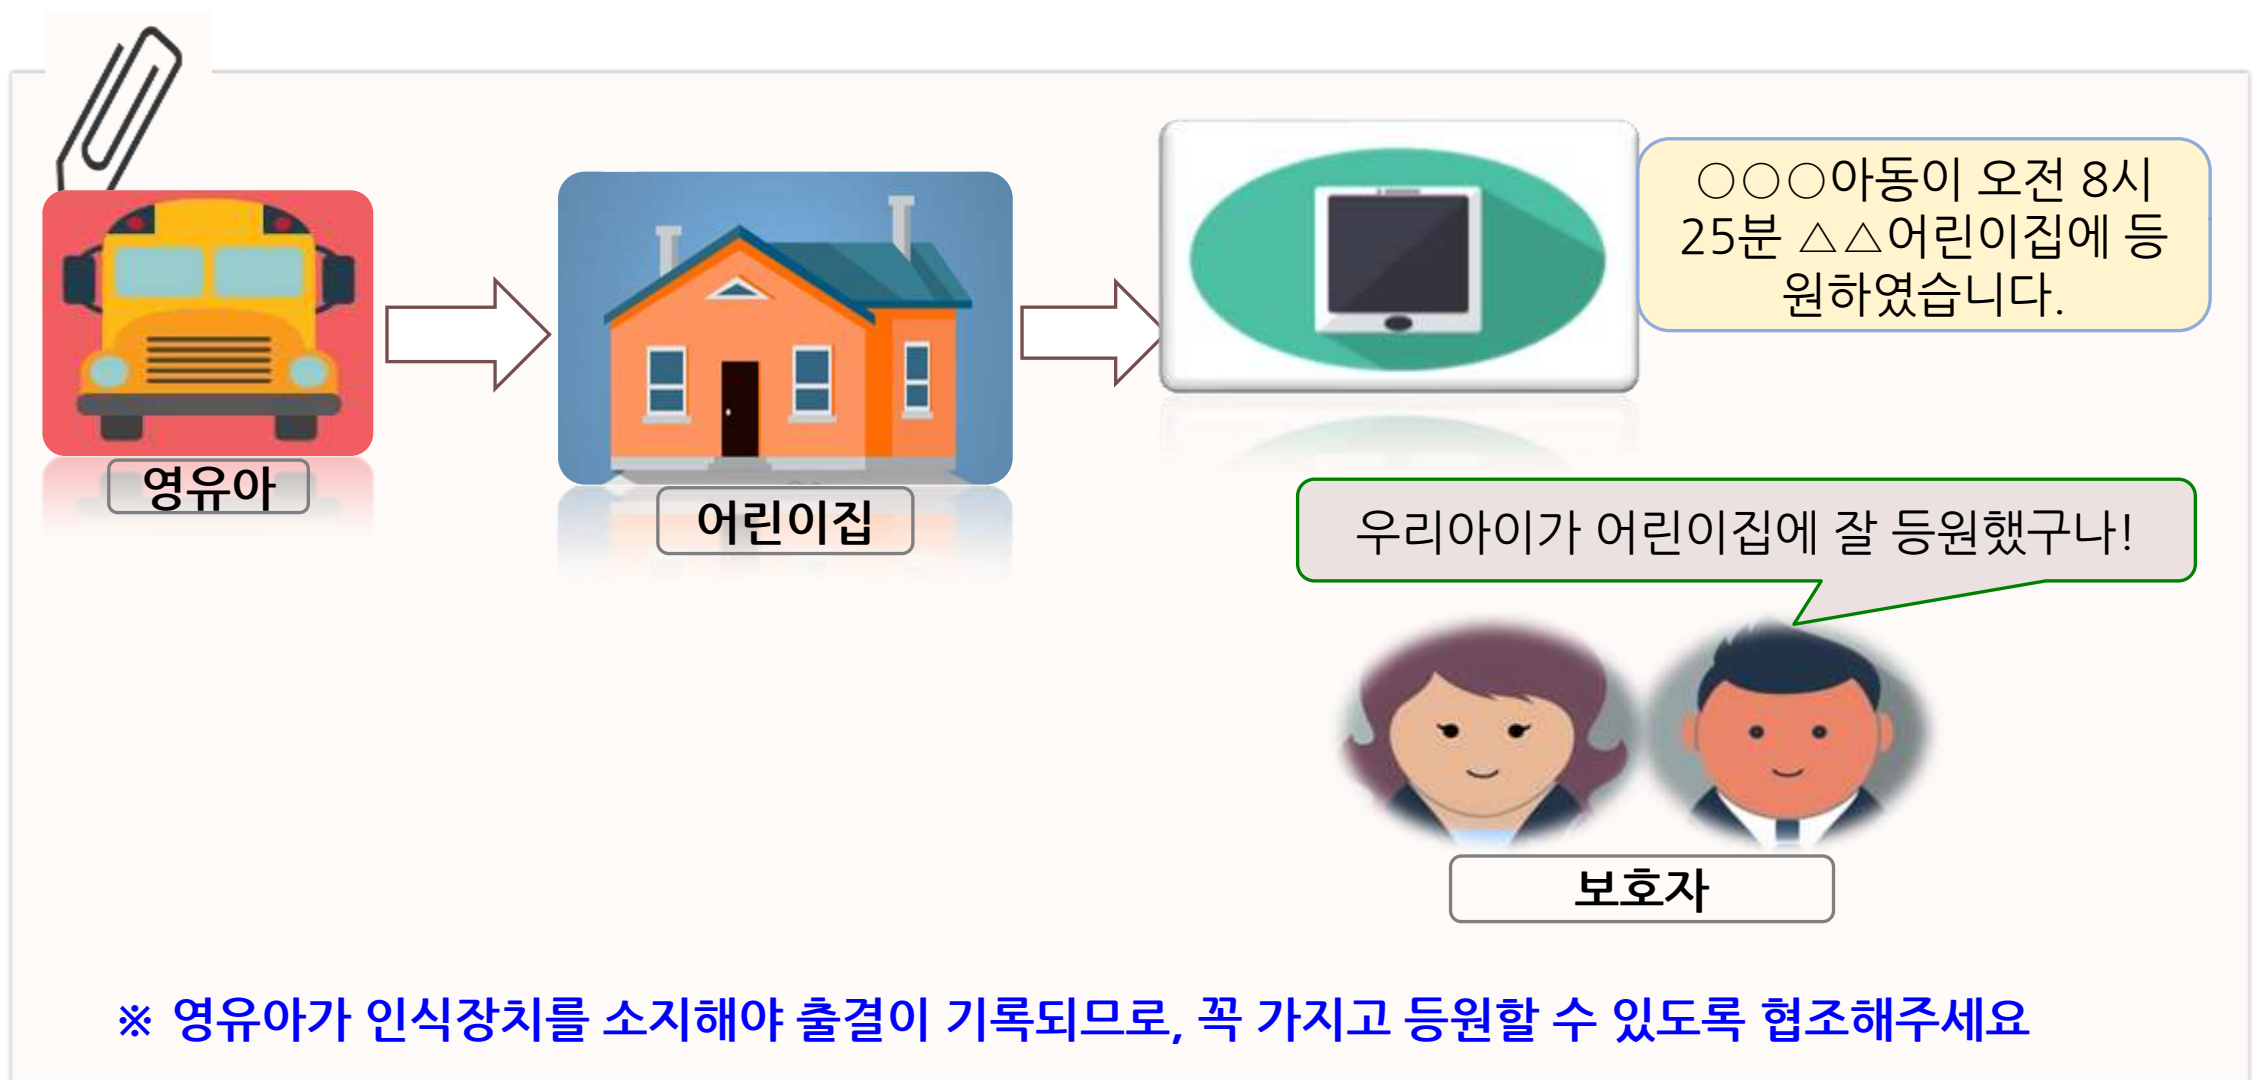 ○○○아동이 오전 8시
25분 △△어린이집에 등
원하였습니다.
영유아
어린이집
우리아이가 어린이집에 잘 등원했구나!
보호자
※ 영유아가 인식장치를 소지해야 출결이 기록되므로, 꼭 가지고 등원할 수 있도록 협조해주세요